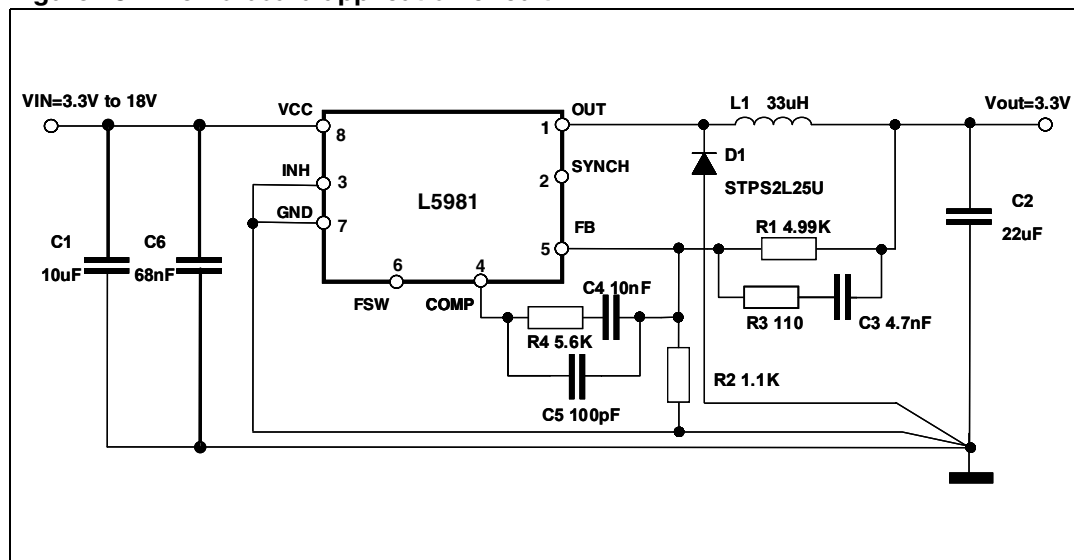 VIN=3.3V to 18V
VCC
8
INH
3
GND
7
L5981
OUT
1
SYNCH
2
FB
5
6
FSW
4
COMP
L1 33uH
Vout=3.3V
D1
STPS2L25U
C1
10uF
C6
68nF
R1 4.99K
R3 110
C3 4.7nF
C2
22uF
C4 10nF
R4 5.6K
C5 100pF
R2 1.1K